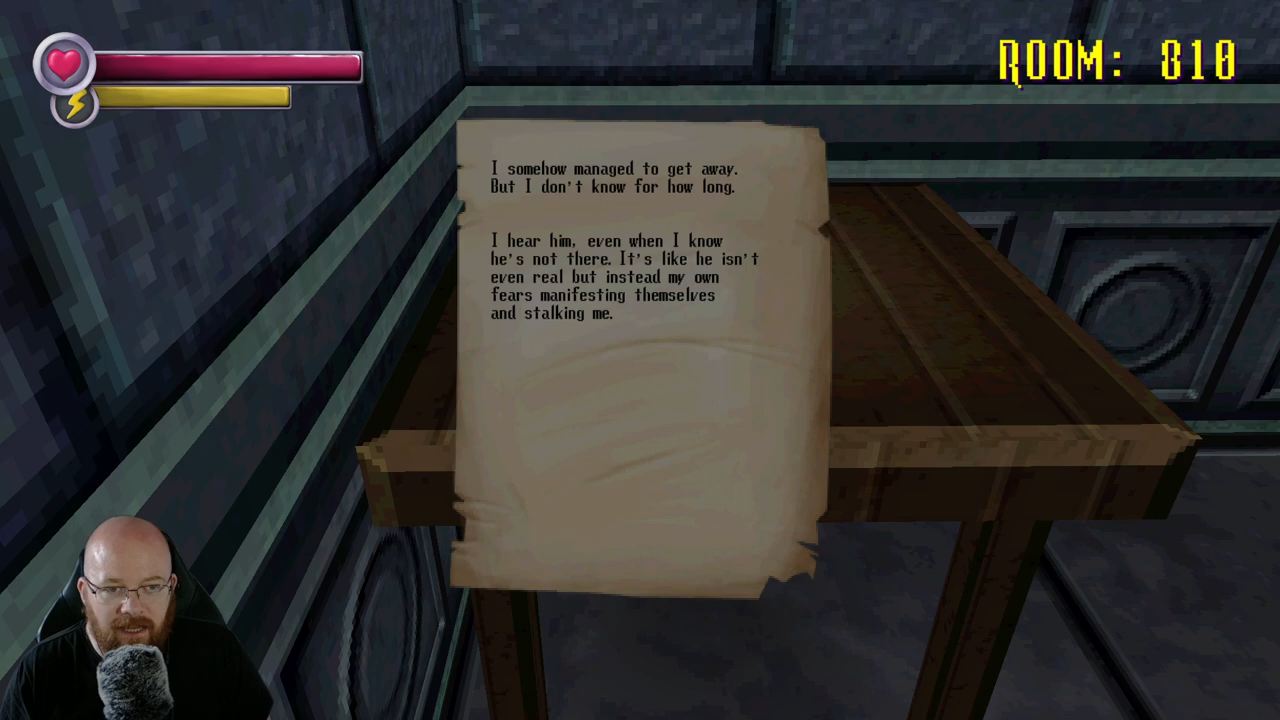 ROOM: 810
I somehow managed to get away.
But I don't know for how long.
I hear him, even when I know
he's not there. It's like he isn't
even real but instead my own
fears manifesting themselves
and stalking me.